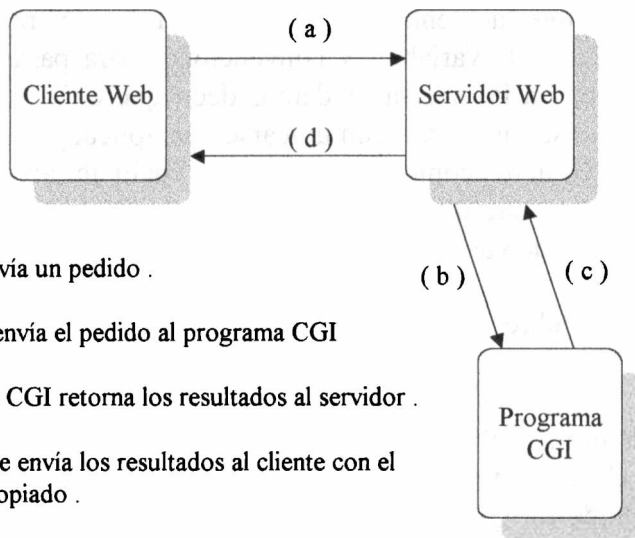 ( a )
Cliente Web
Servidor Web
( d )
vía un pedido .
( b )
( c )
envía el pedido al programa CGI
CGI retorna los resultados al servidor .
Programa
CGI
e envía los resultados al cliente con el
opiado .